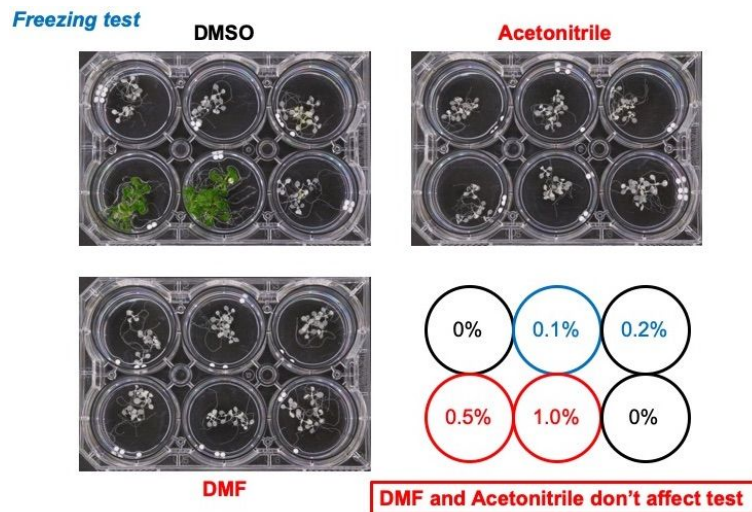 Freezing test
DMSO
Acetonitrile
0%
0.1%
0.2%
0.5%
1.0%
0%
DMF
DMF and Acetonitrile don't affect test